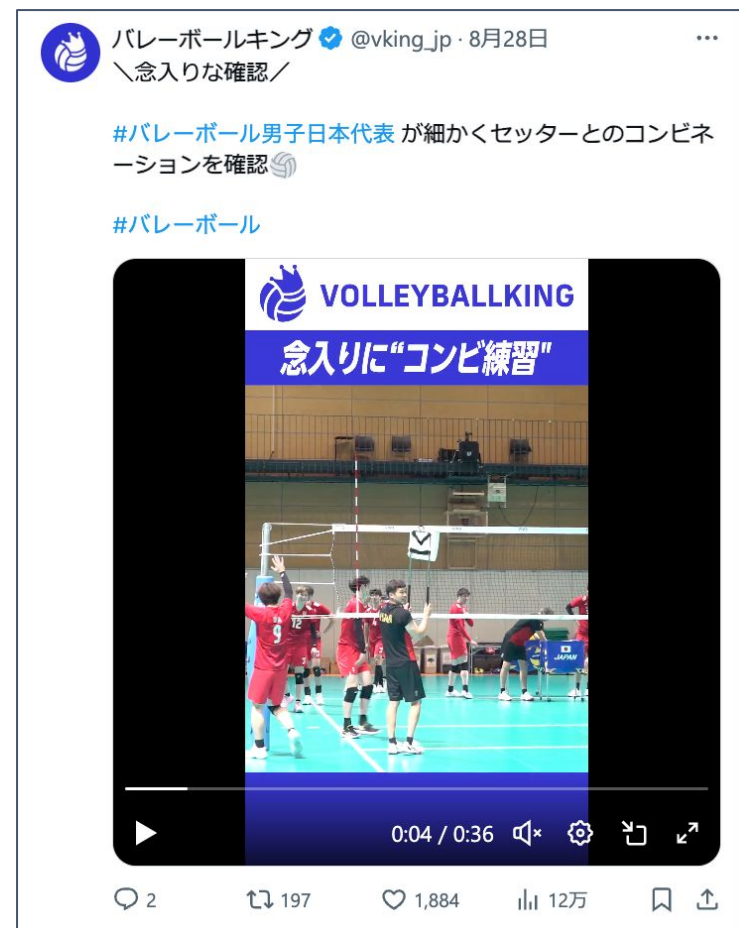 バレーボールキング @vking_jp · 8月28日
＼念入りな確認／
#バレーボール男子日本代表 が細かくセッターとのコンビネ
ーションを確認
#バレーボール
VOLLEYBALLKING
念入りに“コンビ練習”
9
12
JAPAN
0:04 / 0:36
2
197
1,884
12万